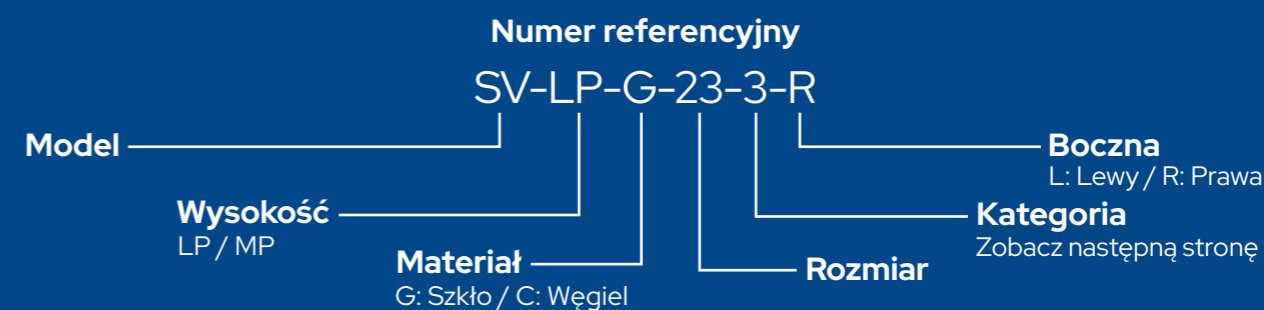 Numer referencyjny
SV-LP-G-23-3-R
Model
Boczna
L: Lewy / R: Prawa
Wysokość
LP / MP
Kategoria
Zobacz następną stronę
Materiał
G: Szkło / C: Węgiel
Rozmiar